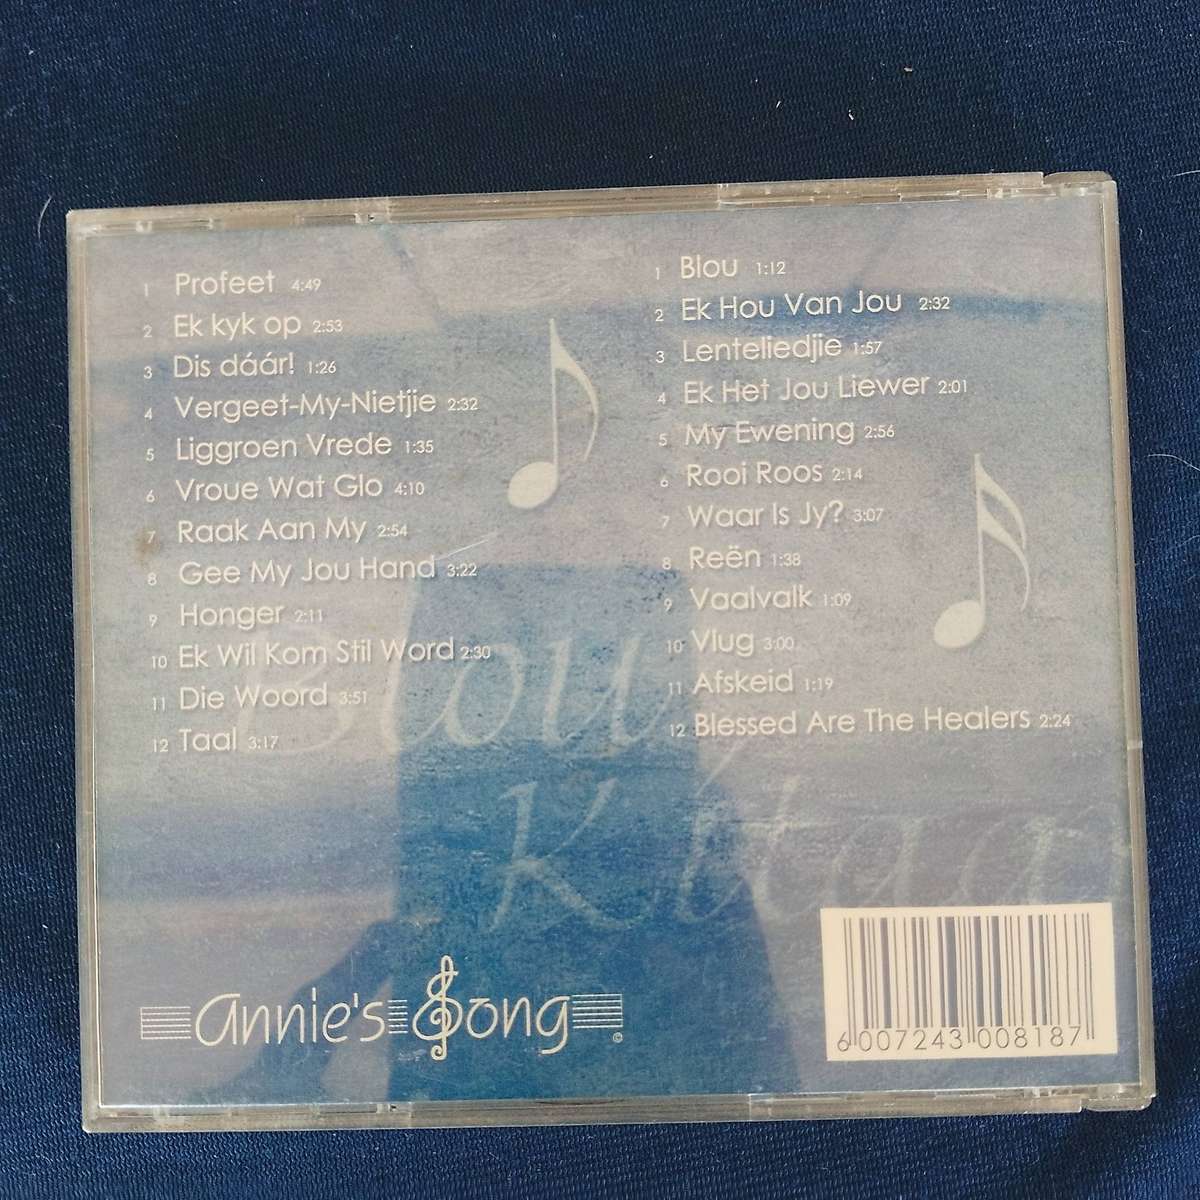 1 Profeet 4:49
2 Ek kyk op 2:53
3 Dis dáár! 1:26
4 Vergeet-My-Nietjie 2:32
5 Liggroen Vrede 1:35
6 Vroue Wat Glo 4:10
7 Raak Aan My 2:54
8 Gee My Jou Hand 3:22
9 Honger 2:11
10 Ek Wil Kom Stil Word 2:30
11 Die Woord 3:51
12 Taal 3:17
1 Blou 1:12
2 Ek Hou Van Jou 2:32
3 Lenteliedjie 1:57
4 Ek Het Jou Liewer 2:01
5 My Ewening 2:56
6 Rooi Roos 2:14
7 Waar Is Jy? 3:07
8 Reën 1:38
9 Vaalvalk 1:09
10 Vlug 3:00
11 Afskeid 1:19
12 Blessed Are The Healers 2:24
Blou
Kitaar
annie's Song ©
6 007243 008187